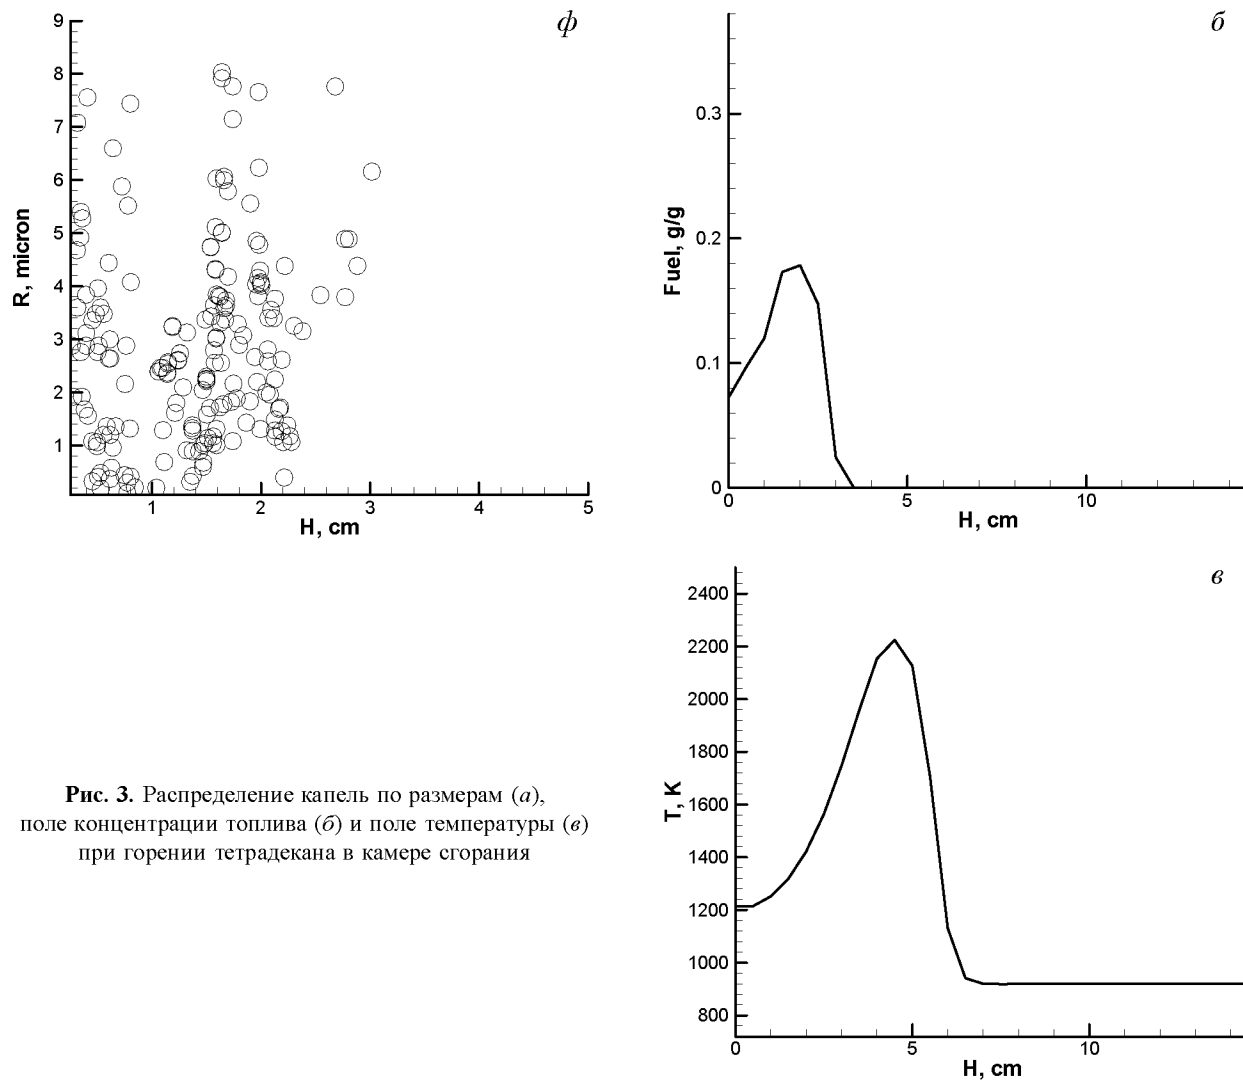 ф
9
8
7
6
5
4
3
2
1
R, micron
1
2
3
4
5
H, cm
б
0.3
0.2
0.1
0
Fuel, g/g
0
5
10
H, cm
в
2400
2200
2000
1800
1600
1400
1200
1000
800
T, K
0
5
10
H, cm
Рис. 3. Распределение капель по размерам (а),
поле концентрации топлива (б) и поле температуры (в)
при горении тетрадекана в камере сгорания